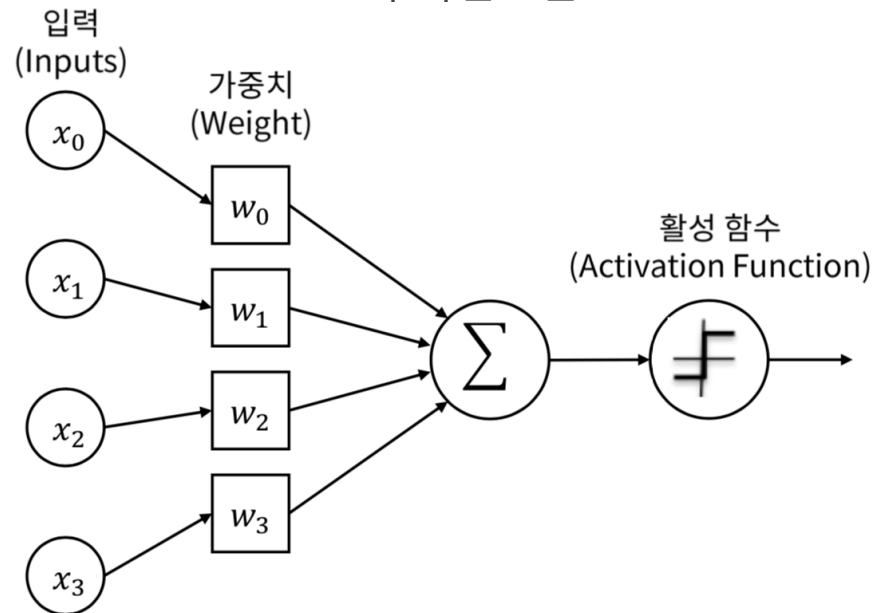 입력
(Inputs)
가중치
(Weight)
x₀
w₀
x₁
w₁
x₂
w₂
x₃
w₃
∑
활성 함수
(Activation Function)